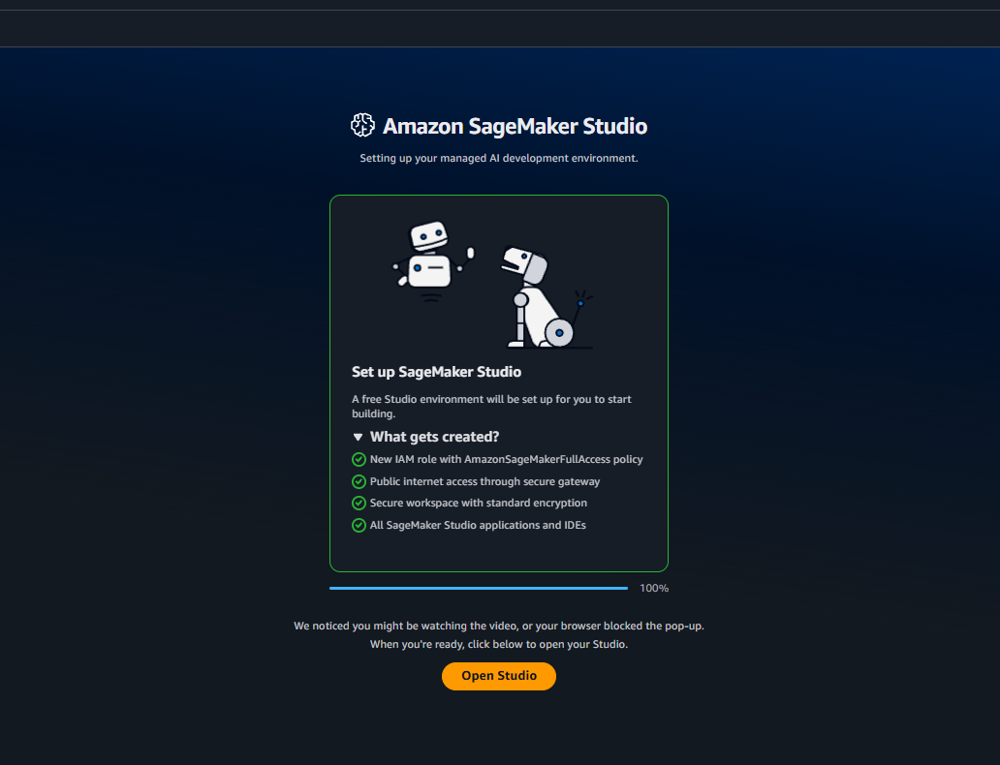 Amazon SageMaker Studio
Setting up your managed AI development environment.
Set up SageMaker Studio
A free Studio environment will be set up for you to start
building.
What gets created?
New IAM role with AmazonSageMakerFullAccess policy
Public internet access through secure gateway
Secure workspace with standard encryption
All SageMaker Studio applications and IDEs
100%
We noticed you might be watching the video, or your browser blocked the pop-up.
When you're ready, click below to open your Studio.
Open Studio